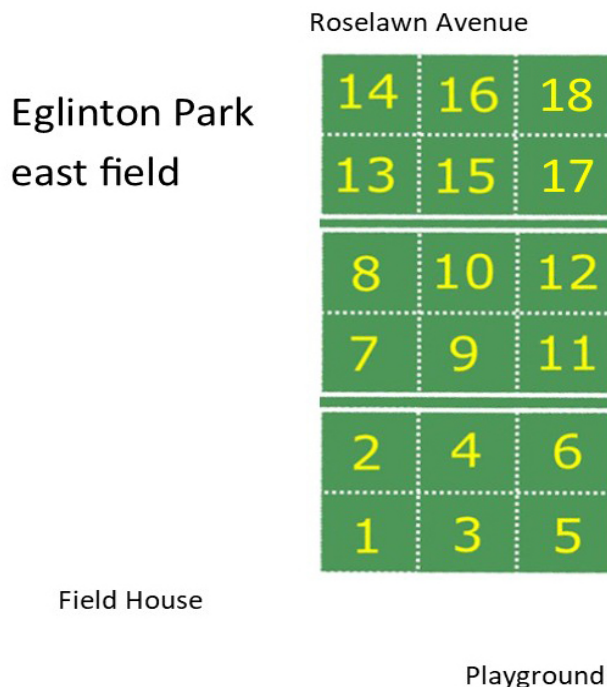 Roselawn Avenue
Eglinton Park
east field
14 16 18
13 15 17
8 10 12
7 9 11
2 4 6
1 3 5
Field House
Playground